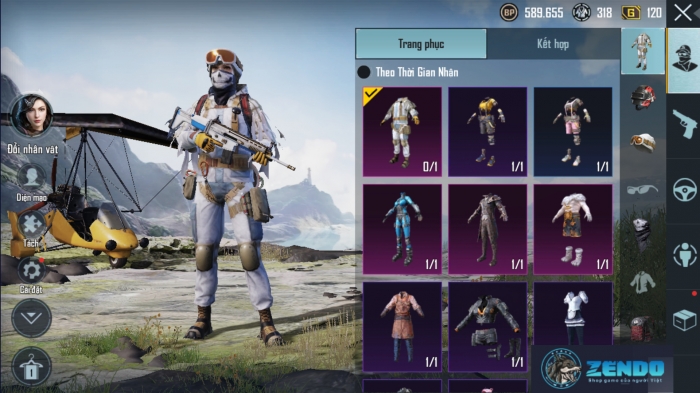 BP 589.655 318 G 120
Trang phục
Kết hợp
Theo Thời Gian Nhận
0/1
1/1
1/1
Đổi nhân vật
Diện mạo
Tách
Cài đặt
1/1
1/1
1/1
1/1
1/1
ZENDO
Shop game của người Việt